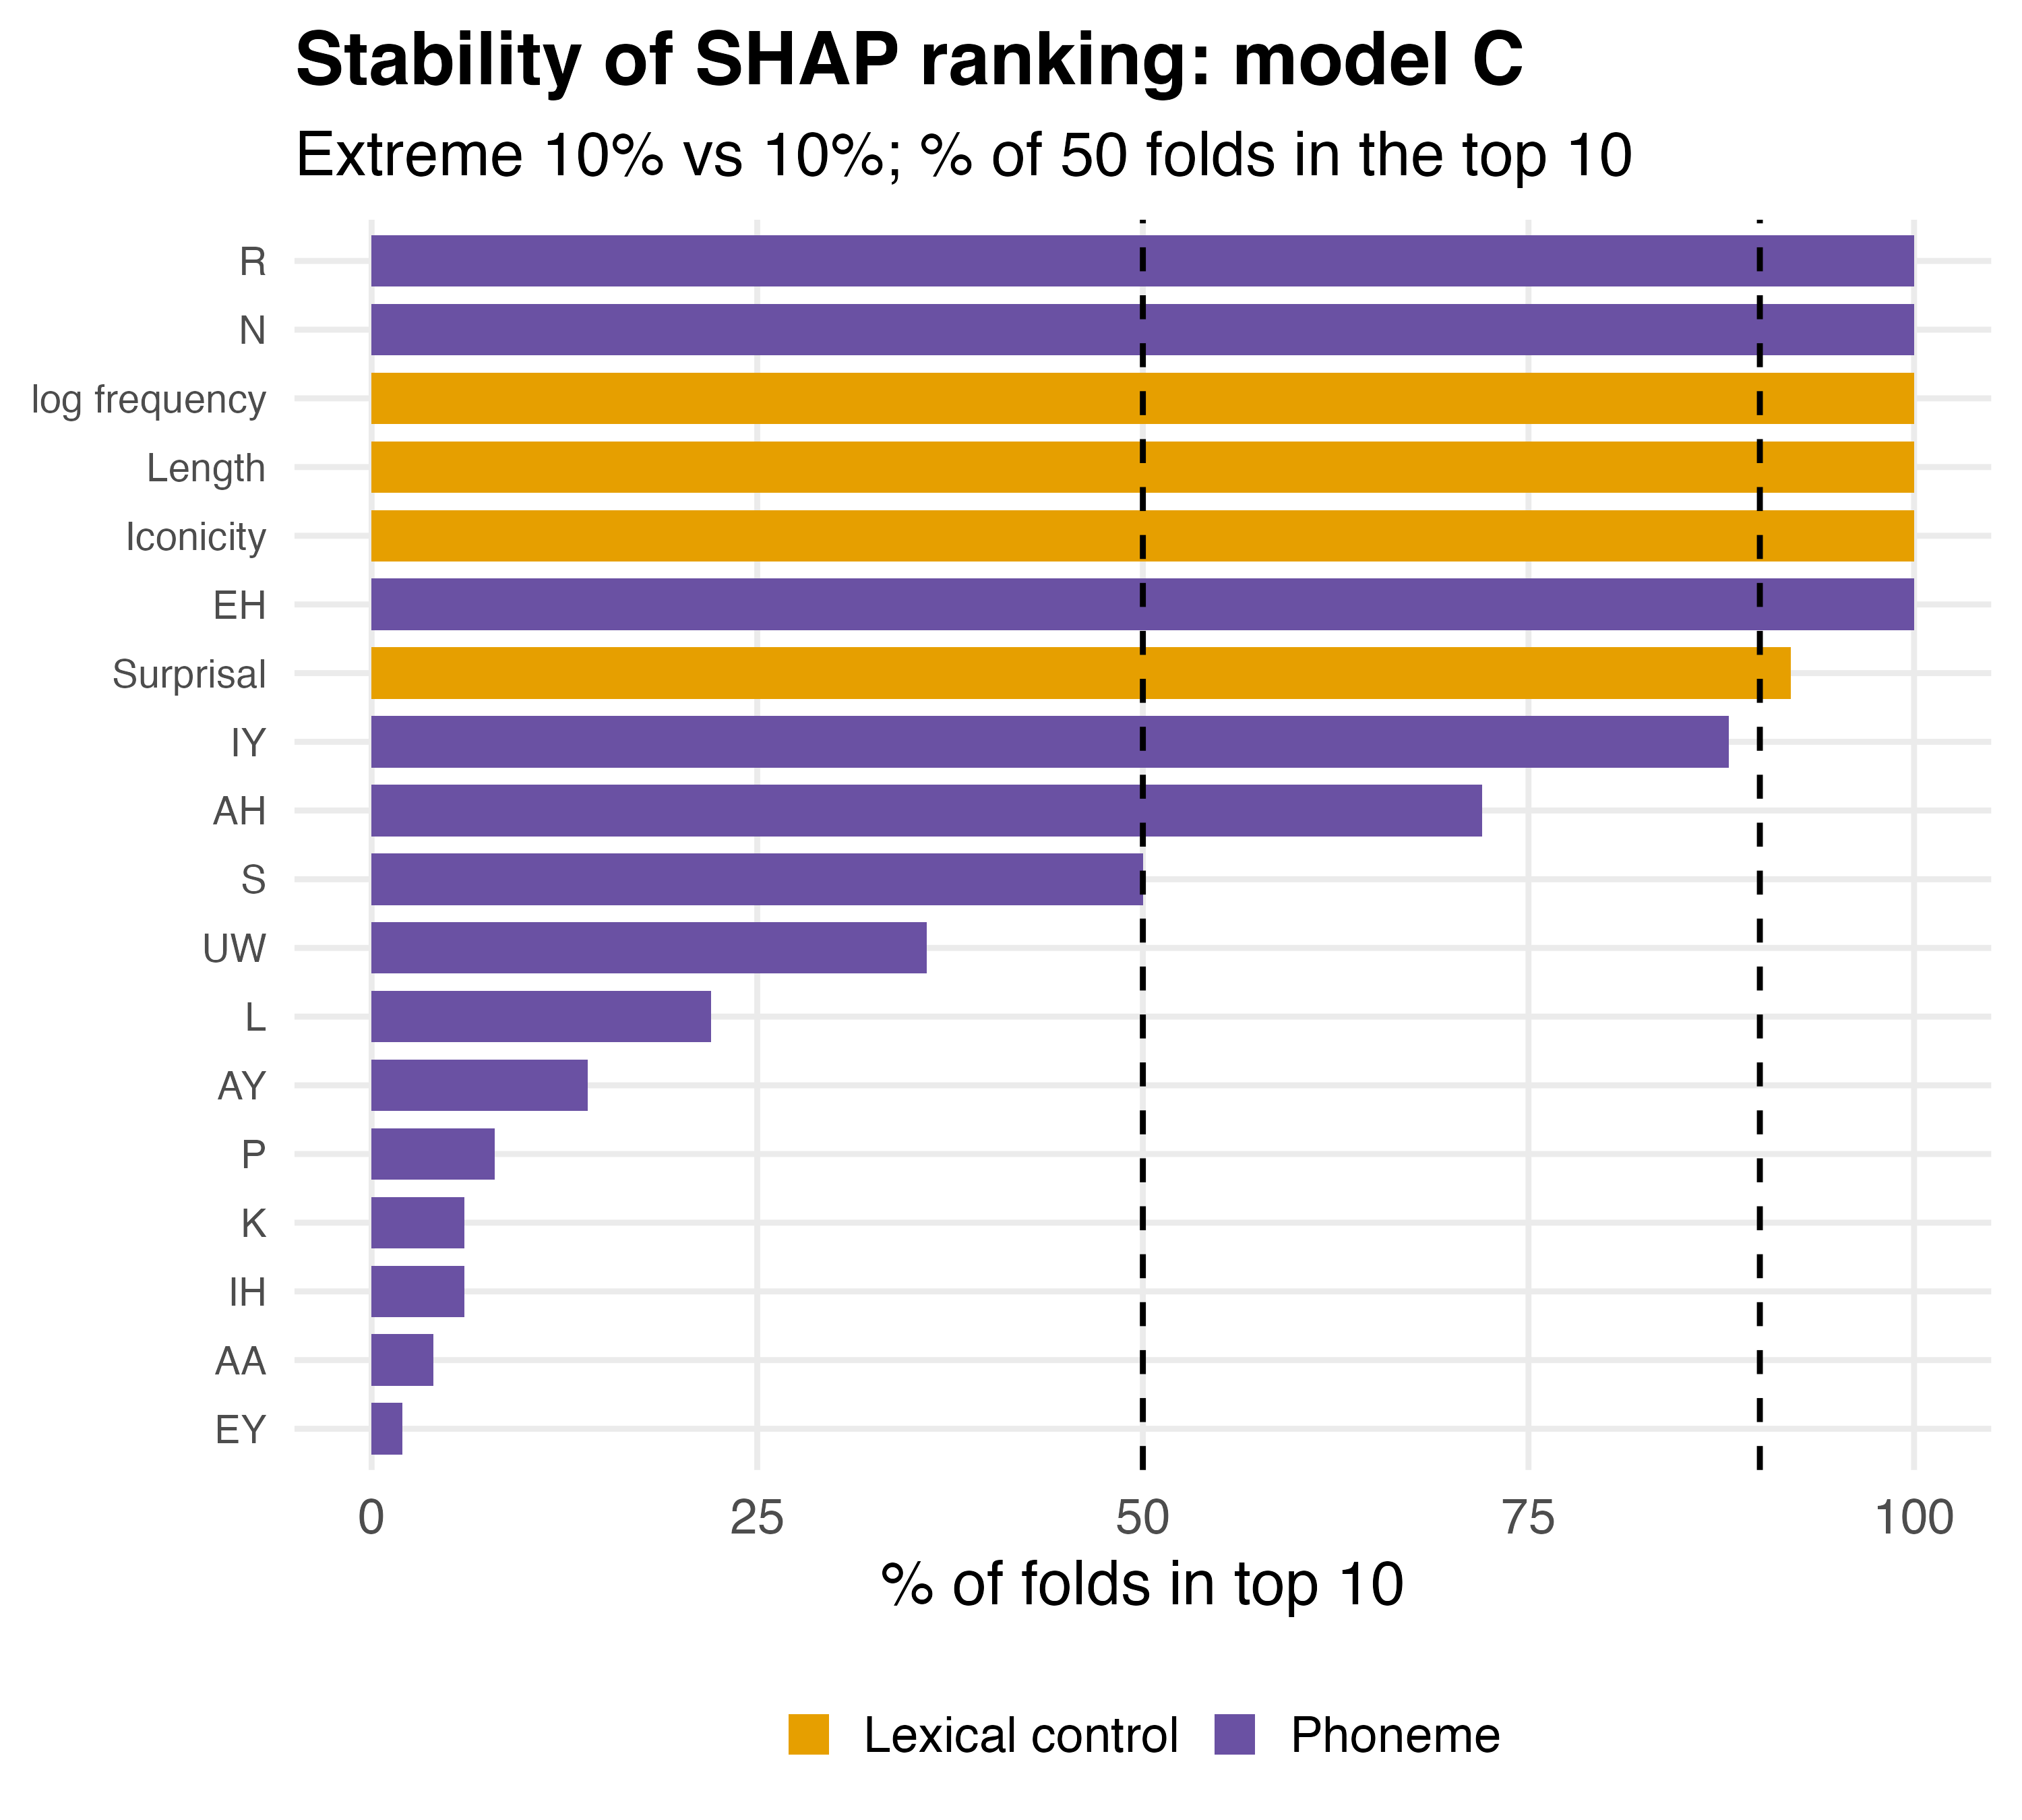 Stability of SHAP ranking: model C
Extreme 10% vs 10%; % of 50 folds in the top 10
R
N
log frequency
Length
Iconicity
EH
Surprisal
IY
AH
S
UW
L
AY
P
K
IH
AA
EY
0 25 50 75 100
% of folds in top 10
Lexical control Phoneme